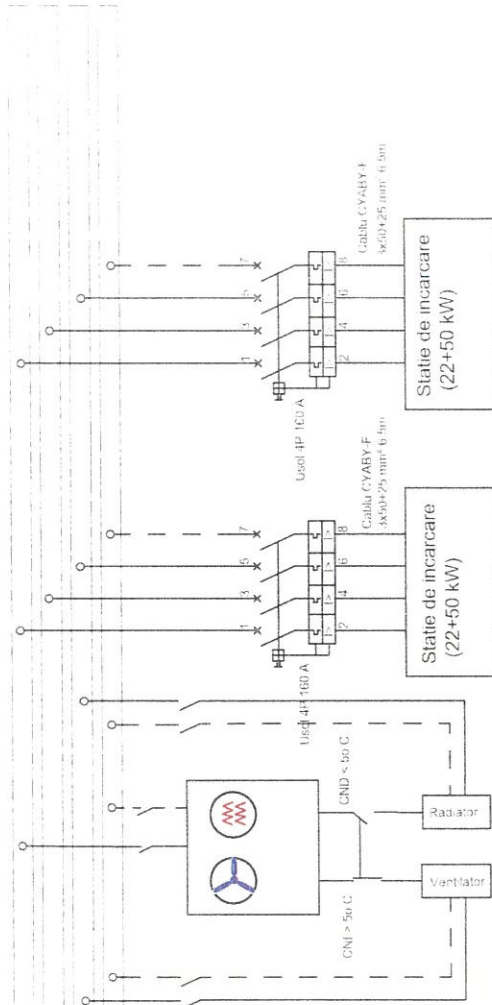 1 3 5 7
1 3 5 7
Usol 4P 160 A
Usol 4P 160 A
2 4 6 8
2 4 6 8
Cablu CYABY-F
3x50+25 mm² 6.5m
Cablu CYABY-F
3x50+25 mm² 6.5m
CNI > 5o C
CND < 5o C
Ventilator
Radiator
Statie de incarcare
(22+50 kW)
Statie de incarcare
(22+50 kW)